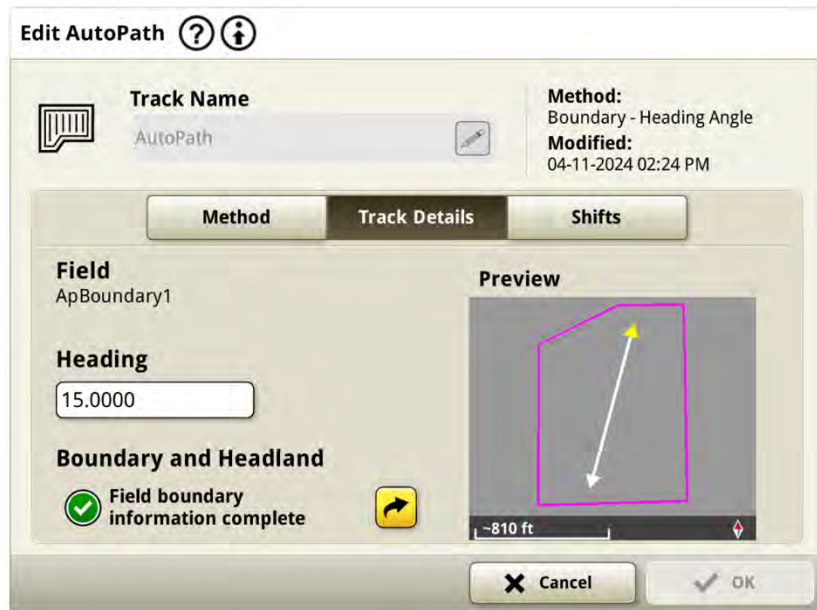 Edit AutoPath
Track Name
AutoPath
Method:
Boundary - Heading Angle
Modified:
04-11-2024 02:24 PM
Method
Track Details
Shifts
Field
ApBoundary1
Heading
15.0000
Boundary and Headland
Field boundary
information complete
Preview
~810 ft
Cancel
OK